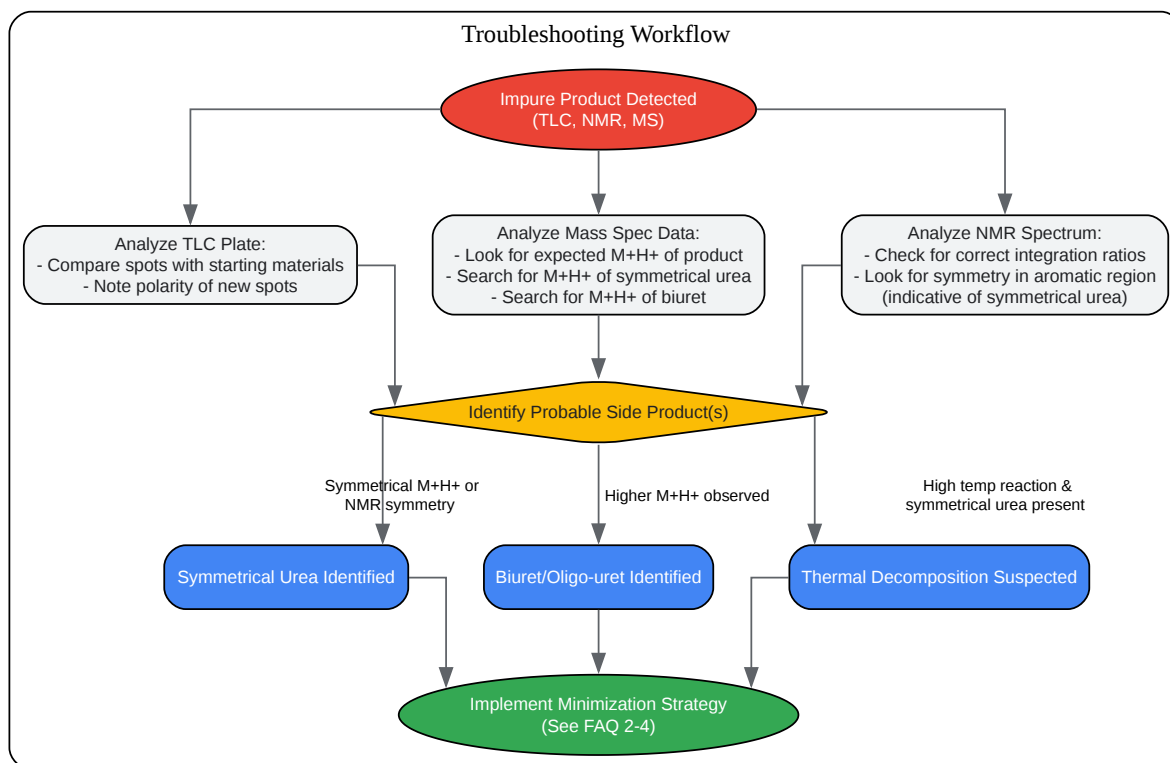 Troubleshooting Workflow
Impure Product Detected
(TLC, NMR, MS)
Analyze TLC Plate:
- Compare spots with starting materials
- Note polarity of new spots
Analyze Mass Spec Data:
- Look for expected M+H+ of product
- Search for M+H+ of symmetrical urea
- Search for M+H+ of biuret
Analyze NMR Spectrum:
- Check for correct integration ratios
- Look for symmetry in aromatic region
(indicative of symmetrical urea)
Identify Probable Side Product(s)
Symmetrical M+H+ or
NMR symmetry
Higher M+H+ observed
High temp reaction &
symmetrical urea present
Symmetrical Urea Identified
Biuret/Oligo-uret Identified
Thermal Decomposition Suspected
Implement Minimization Strategy
(See FAQ 2-4)